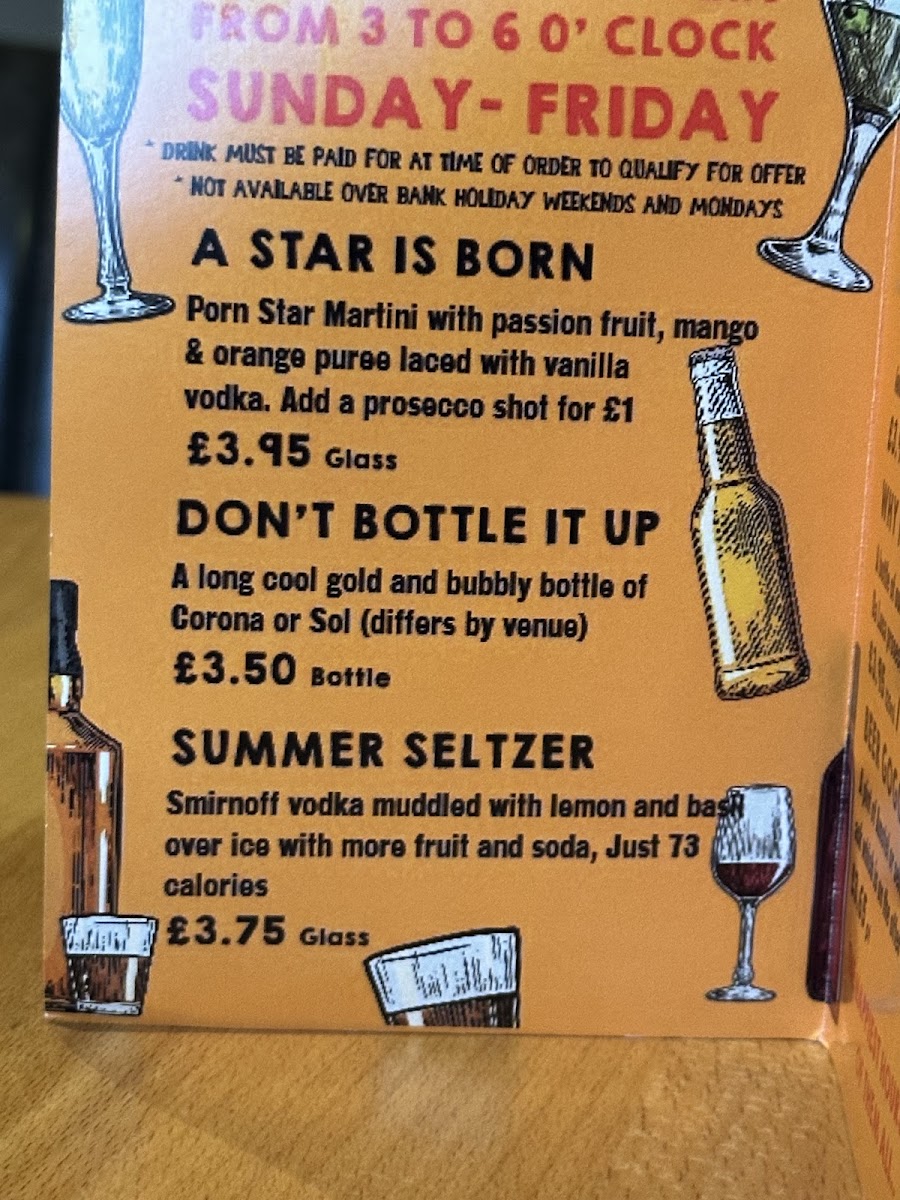 FROM 3 TO 6 O' CLOCK
SUNDAY- FRIDAY
* DRINK MUST BE PAID FOR AT TIME OF ORDER TO QUALIFY FOR OFFER
* NOT AVAILABLE OVER BANK HOLIDAY WEEKENDS AND MONDAYS
A STAR IS BORN
Porn Star Martini with passion fruit, mango
& orange puree laced with vanilla
vodka. Add a prosecco shot for £1
£3.95 Glass
DON'T BOTTLE IT UP
A long cool gold and bubbly bottle of
Corona or Sol (differs by venue)
£3.50 Bottle
SUMMER SELTZER
Smirnoff vodka muddled with lemon and basil
over ice with more fruit and soda, Just 73
calories
£3.75 Glass
WHY
BEER GO